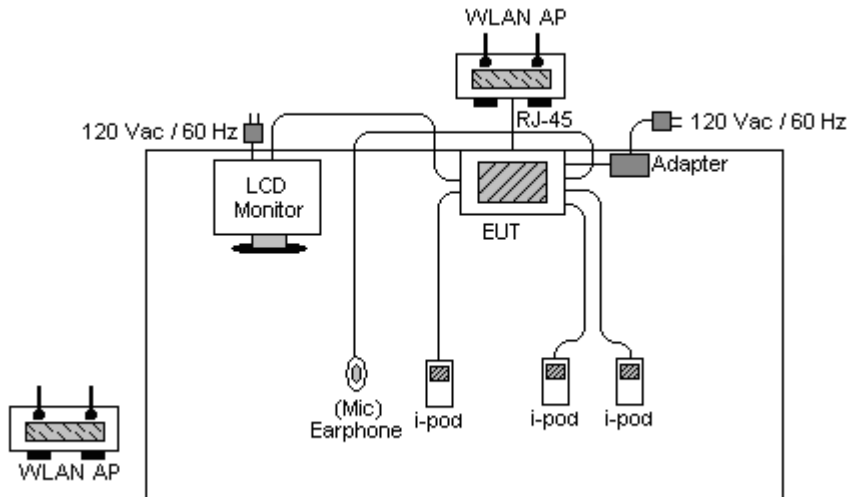 WLAN AP
RJ-45
120 Vac / 60 Hz
120 Vac / 60 Hz
Adapter
LCD
Monitor
EUT
(Mic)
Earphone
i-pod
i-pod
i-pod
WLAN AP